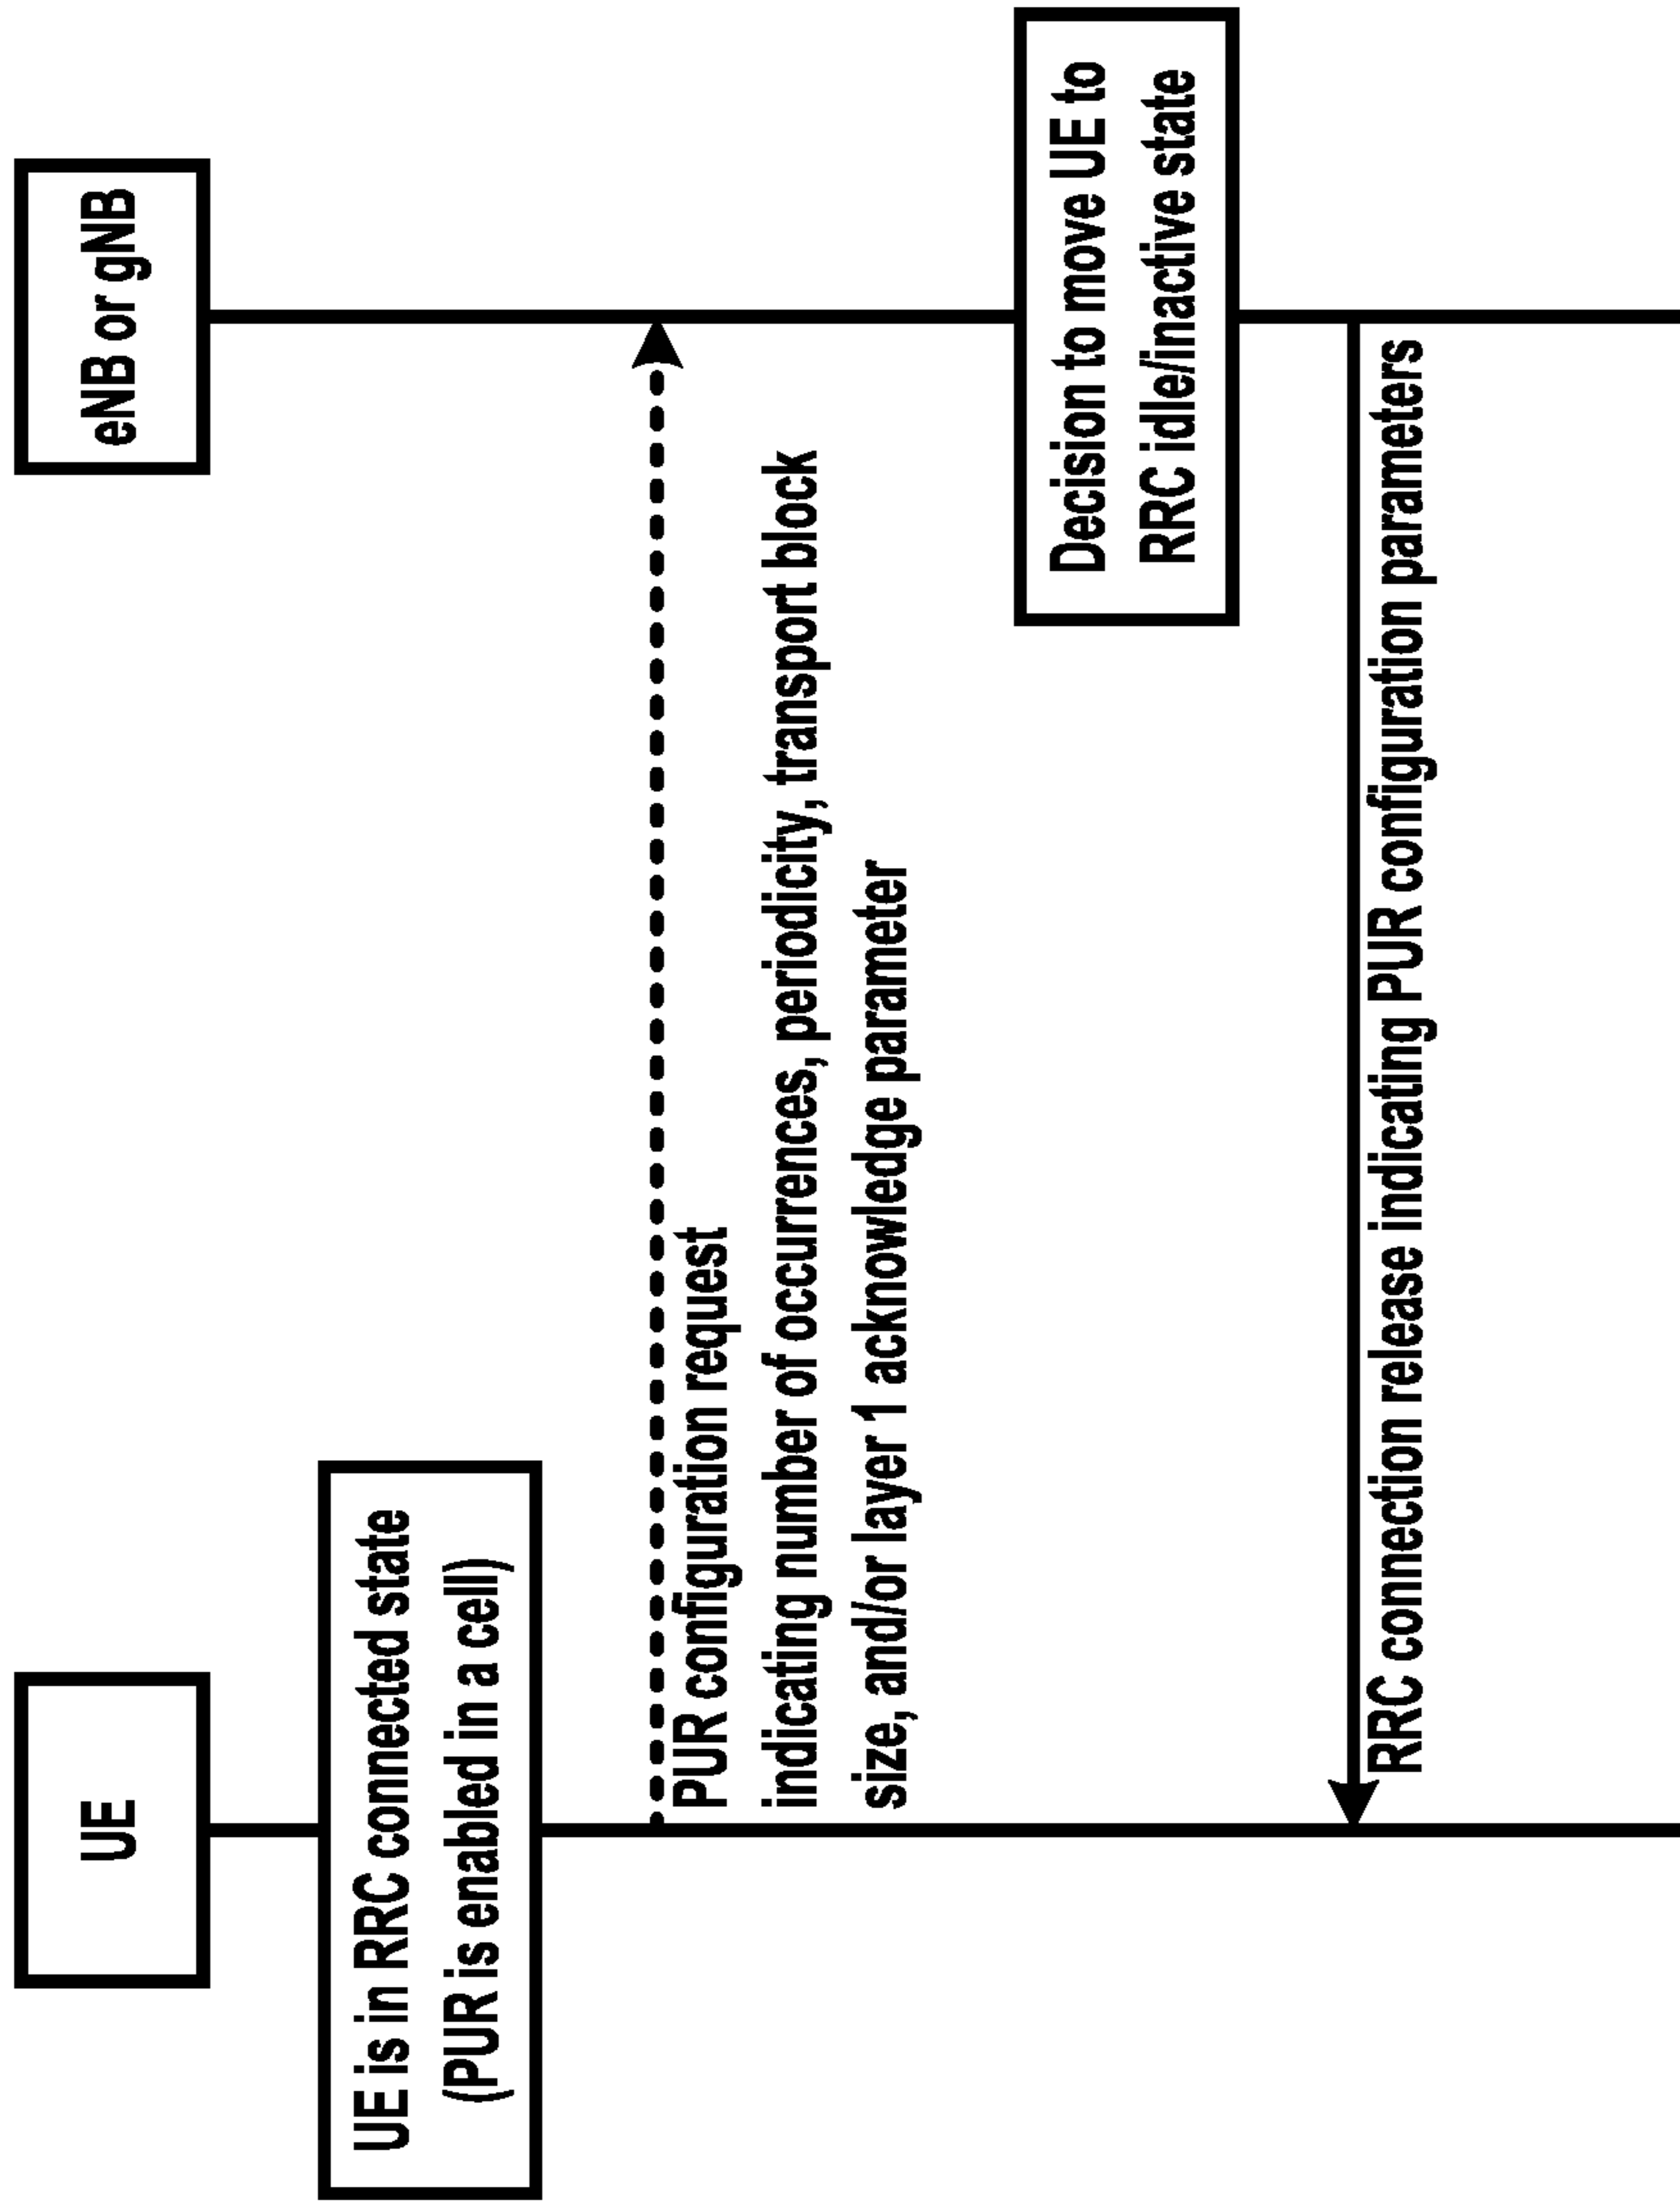 UE
eNB or gNB
UE is in RRC connected state
(PUR is enabled in a cell)
PUR configuration request
indicating number of occurrences, periodicity, transport block
size, and/or layer 1 acknowledge parameter
Decision to move UE to
RRC idle/inactive state
RRC connection release indicating PUR configuration parameters